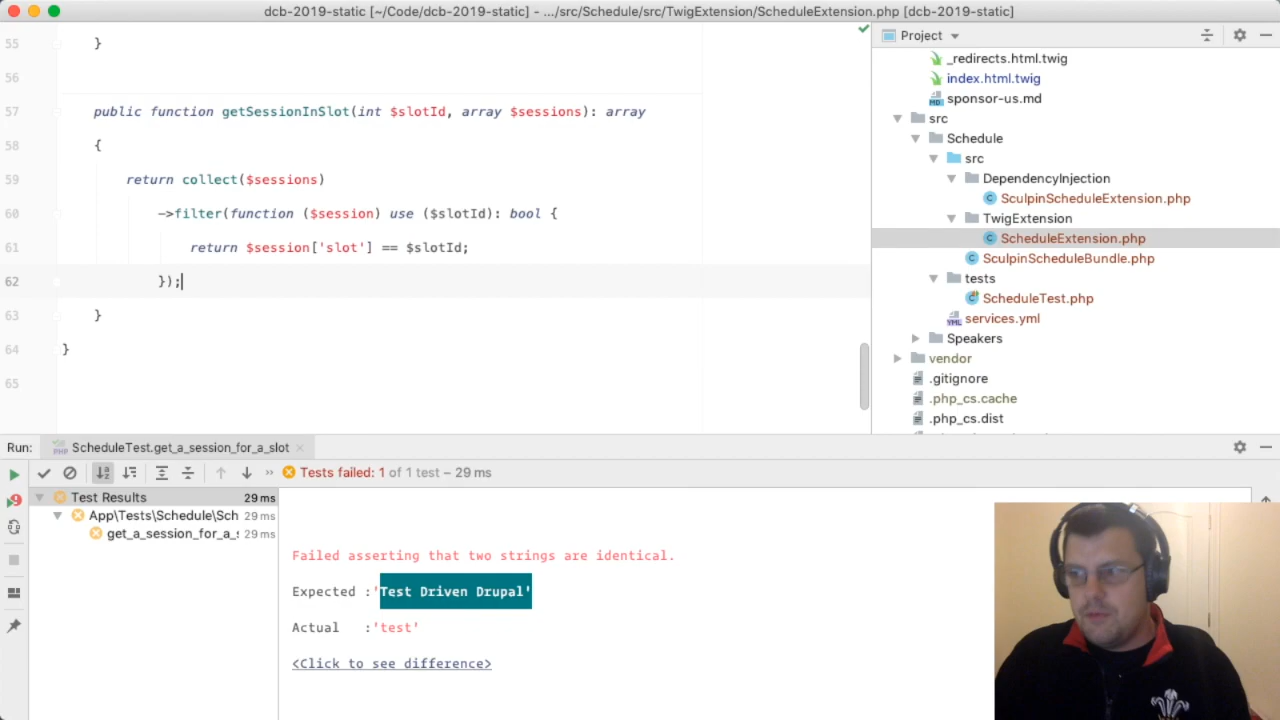 dcb-2019-static [~/Code/dcb-2019-static] - .../src/Schedule/src/TwigExtension/ScheduleExtension.php [dcb-2019-static]
55 }
56
57 public function getSessionInSlot(int $slotId, array $sessions): array
58 {
59 return collect($sessions)
60 ->filter(function ($session) use ($slotId): bool {
61 return $session['slot'] == $slotId;
62 });
63 }
64 }
65
Project
_redirects.html.twig
index.html.twig
MD sponsor-us.md
src
Schedule
src
DependencyInjection
C SculpinScheduleExtension.php
TwigExtension
C ScheduleExtension.php
C SculpinScheduleBundle.php
tests
C ScheduleTest.php
YML services.yml
Speakers
vendor
.gitignore
.php_cs.cache
.php_cs.dist
Run: PHP ScheduleTest.get_a_session_for_a_slot
Tests failed: 1 of 1 test – 29 ms
Test Results 29 ms
App\Tests\Schedule\Sch 29 ms
get_a_session_for_a_s 29 ms
Failed asserting that two strings are identical.
Expected :'Test Driven Drupal'
Actual :'test'
<Click to see difference>